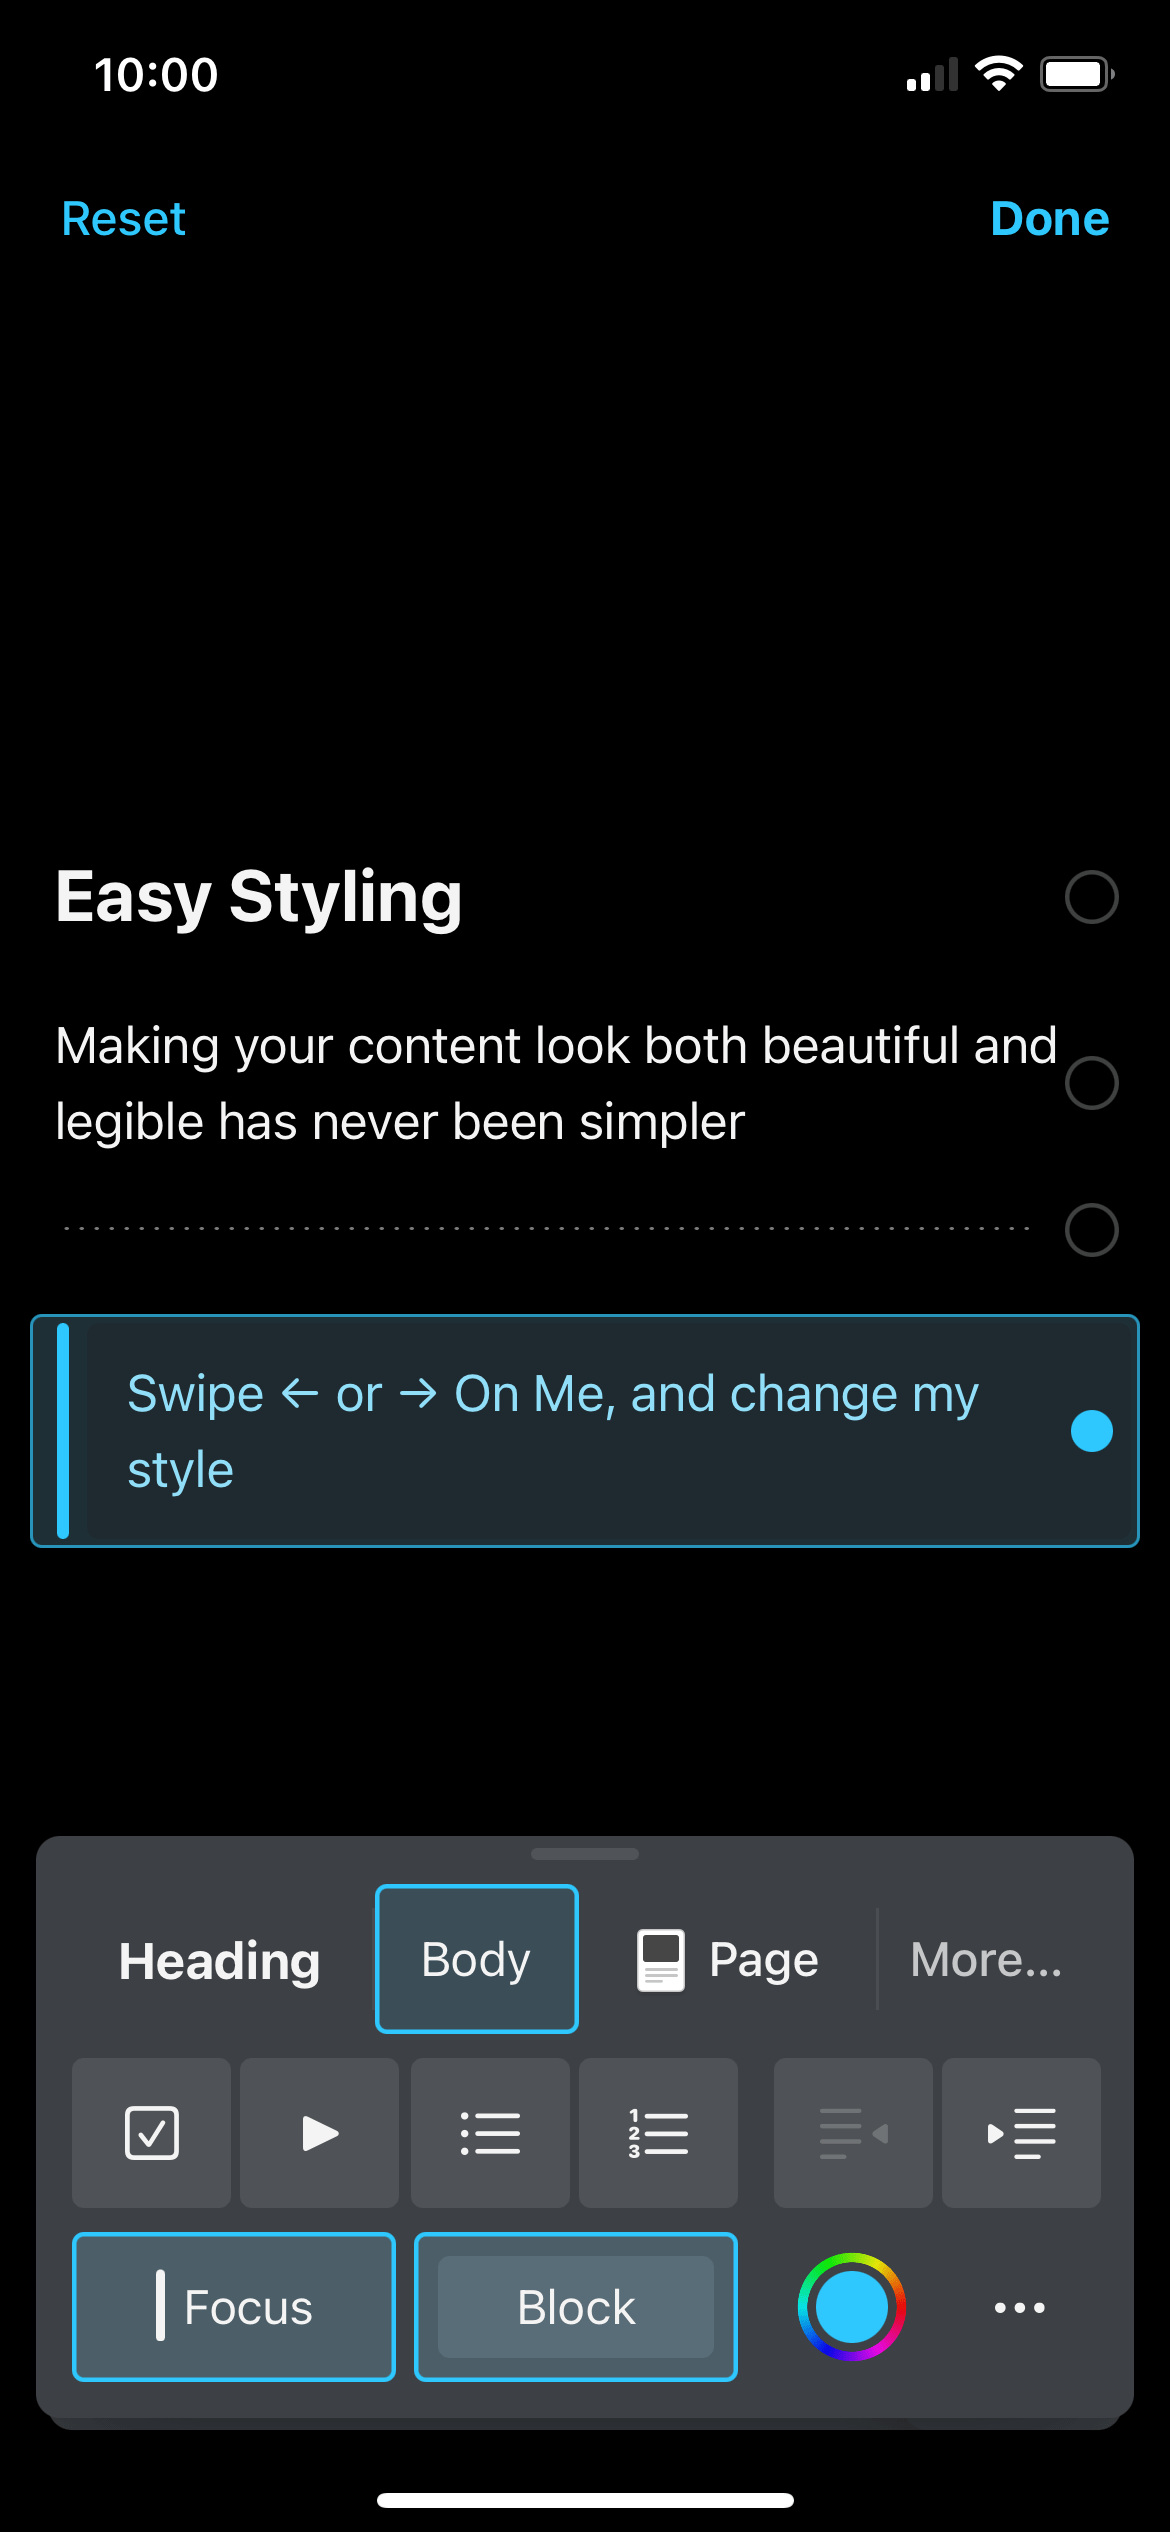 10:00
Reset
Done
Easy Styling
Making your content look both beautiful and
legible has never been simpler
Swipe ← or → On Me, and change my
style
Heading
Body
Page
More...
1
2
3
Focus
Block